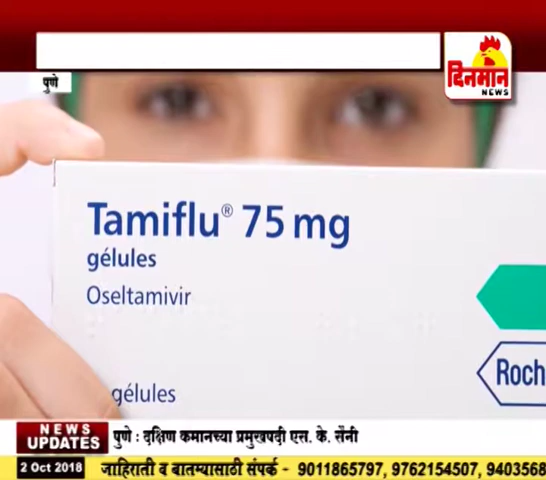 दिनमान
NEWS
पुणे
Tamiflu® 75 mg
gélules
Oseltamivir
Roch
gélules
NEWS
UPDATES
पुणे : दक्षिण कमानच्या प्रमुखपदी एस. के. सेंनी
2 Oct 2018
जाहिराती व बातम्यासाठी संपर्क - 9011865797, 9762154507, 9403568